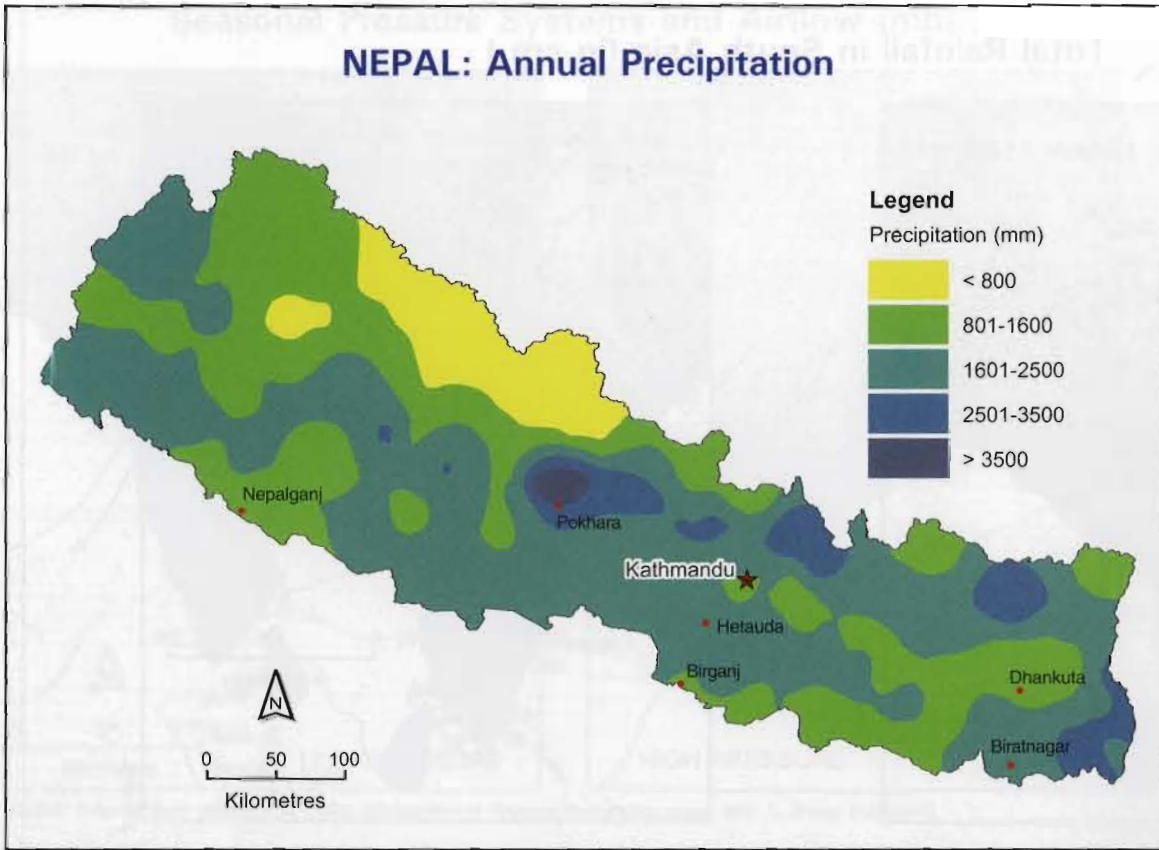 NEPAL: Annual Precipitation
Legend
Precipitation (mm)
< 800
801-1600
1601-2500
2501-3500
> 3500
Nepalganj
Pokhara
Kathmandu
Hetauda
Birganj
Dhankuta
Biratnagar
N
0 50 100
Kilometres